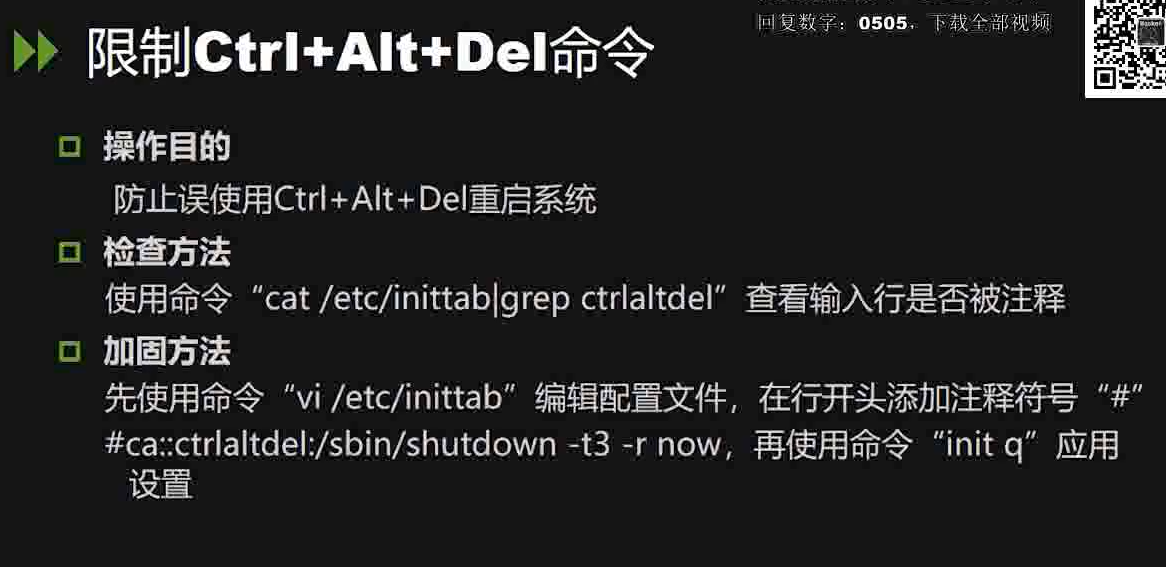 回复数字：0505，下载全部视频
限制Ctrl+Alt+Del命令
操作目的
防止误使用Ctrl+Alt+Del重启系统
检查方法
使用命令“cat /etc/inittab|grep ctrlaltdel”查看输入行是否被注释
加固方法
先使用命令“vi /etc/inittab”编辑配置文件，在行开头添加注释符号“#”
#ca::ctrlaltdel:/sbin/shutdown -t3 -r now，再使用命令“init q”应用
设置